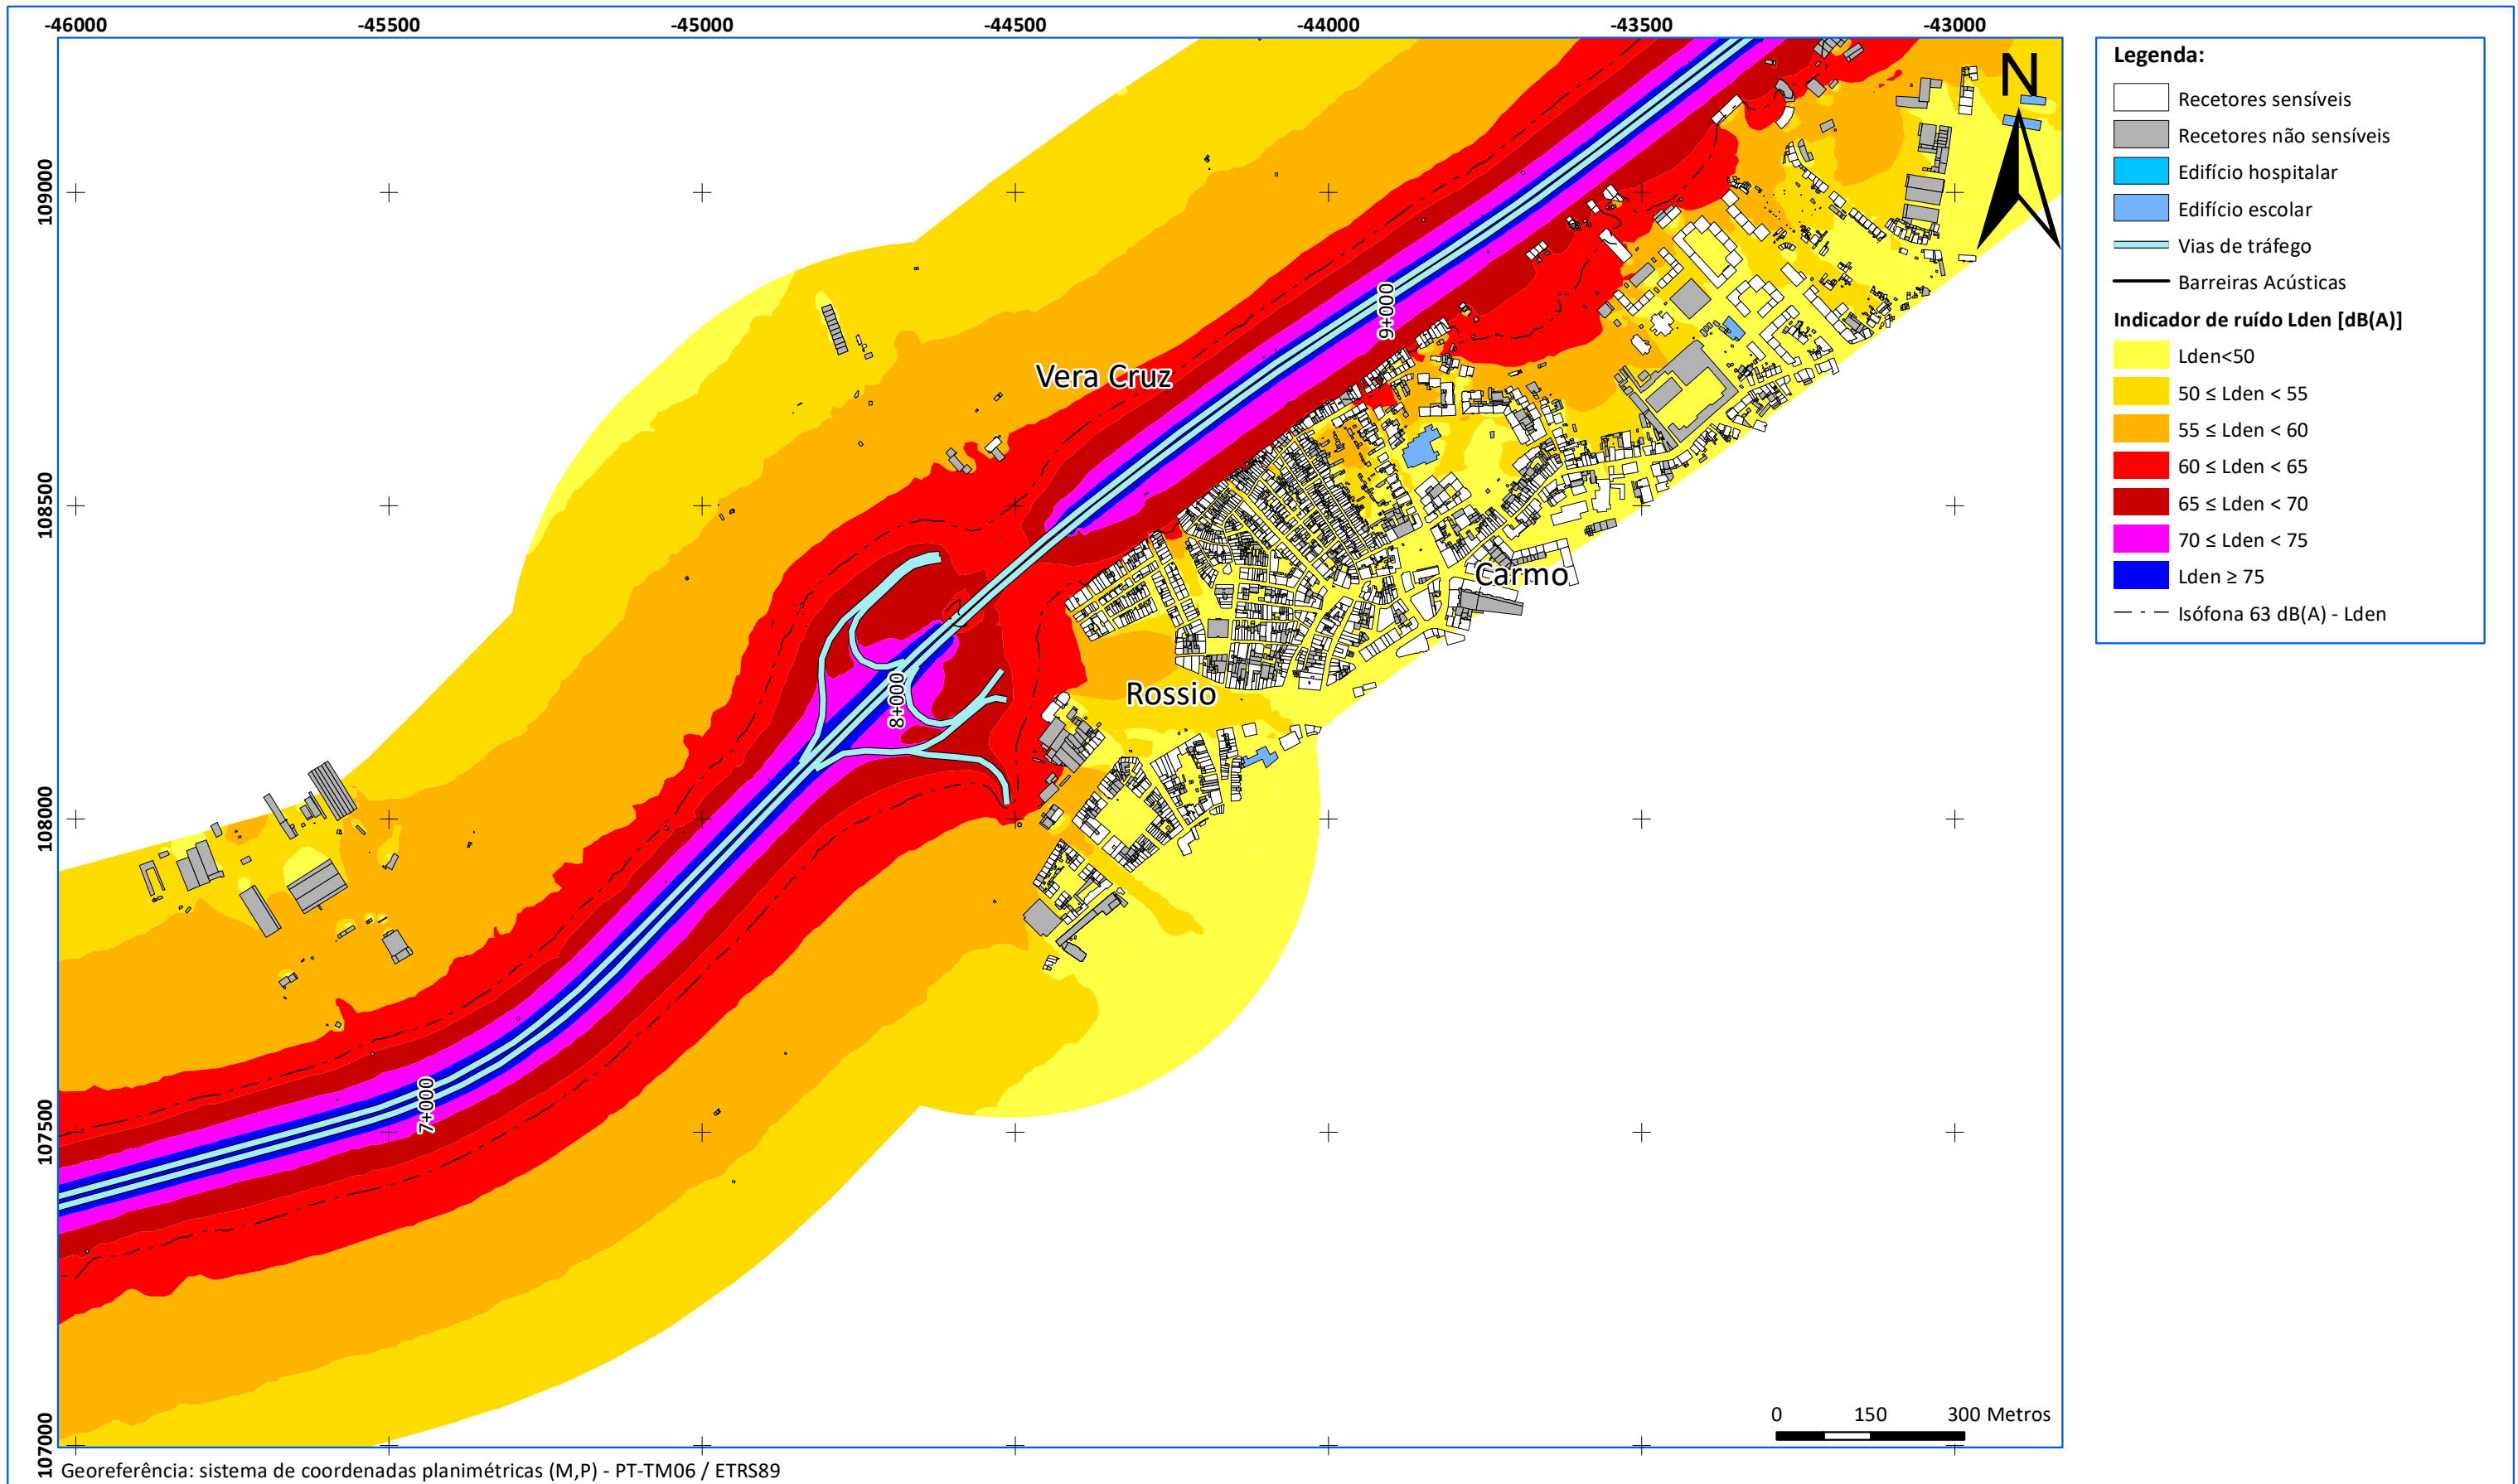 -46000 -45500 -45000 -44500 -44000 -43500 -43000
109000
108500
108000
107500
107000
N
9+000
Vera Cruz
Carmo
8+000
Rossio
7+000
0 150 300 Metros
Georeferência: sistema de coordenadas planimétricas (M,P) - PT-TM06 / ETRS89
Legenda:
Recetores sensíveis
Recetores não sensíveis
Edifício hospitalar
Edifício escolar
Vias de tráfego
Barreiras Acústicas
Indicador de ruído Lden [dB(A)]
Lden<50
50 ≤ Lden < 55
55 ≤ Lden < 60
60 ≤ Lden < 65
65 ≤ Lden < 70
70 ≤ Lden < 75
Lden ≥ 75
Isófona 63 dB(A) - Lden